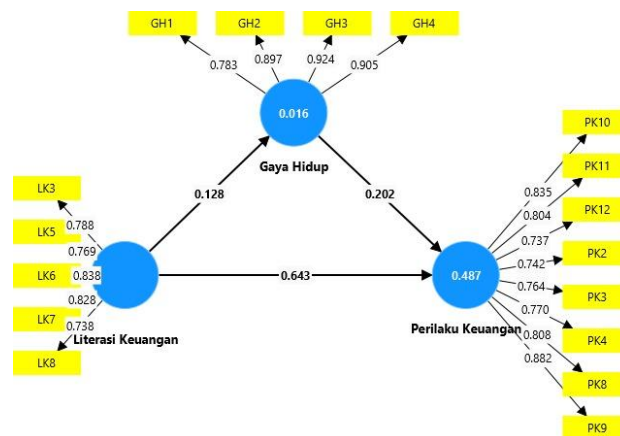 GH1 GH2 GH3 GH4
0.783 0.897 0.924 0.905
0.016
Gaya Hidup
0.128
0.202
LK3
LK5
LK6
LK7
LK8
0.788
0.769
0.838
0.828
0.738
Literasi Keuangan
0.643
0.487
Perilaku Keuangan
0.835
0.804
0.737
0.742
0.764
0.770
0.808
0.882
PK10
PK11
PK12
PK2
PK3
PK4
PK8
PK9